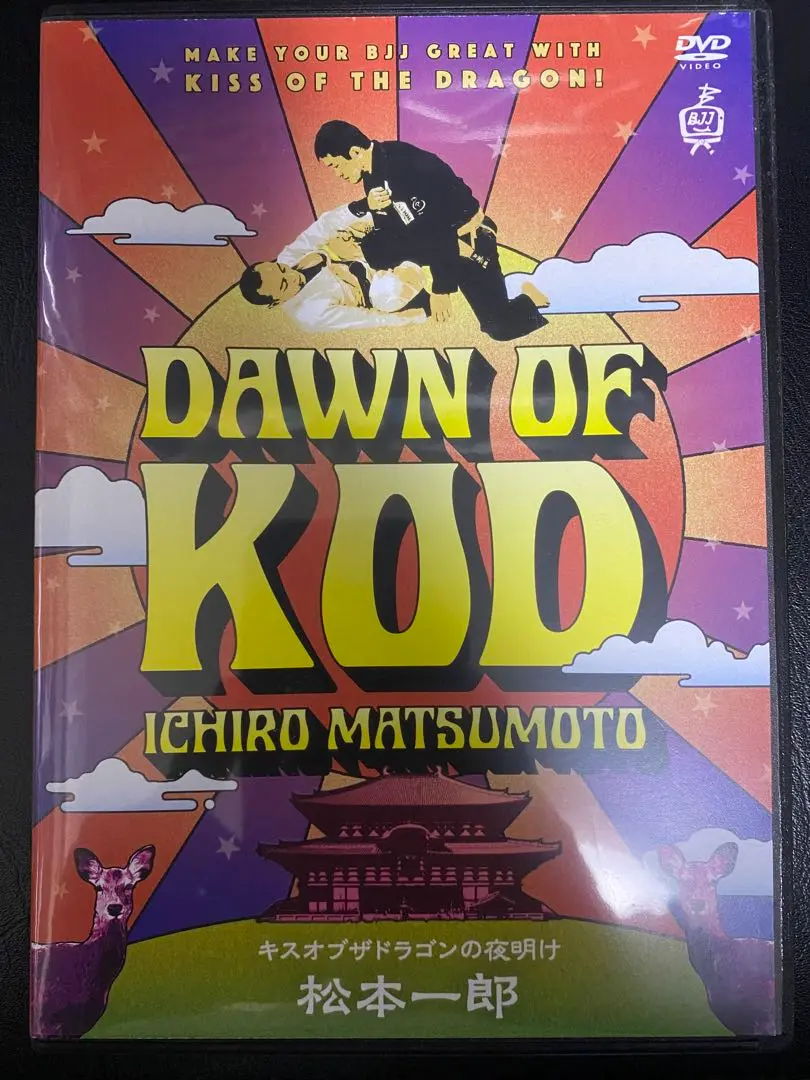 MAKE YOUR BJJ GREAT WITH
KISS OF THE DRAGON!
DVD
VIDEO
BJJ
DAWN OF
KOD
ICHIRO MATSUMOTO
キスオブザドラゴンの夜明け
松本一郎